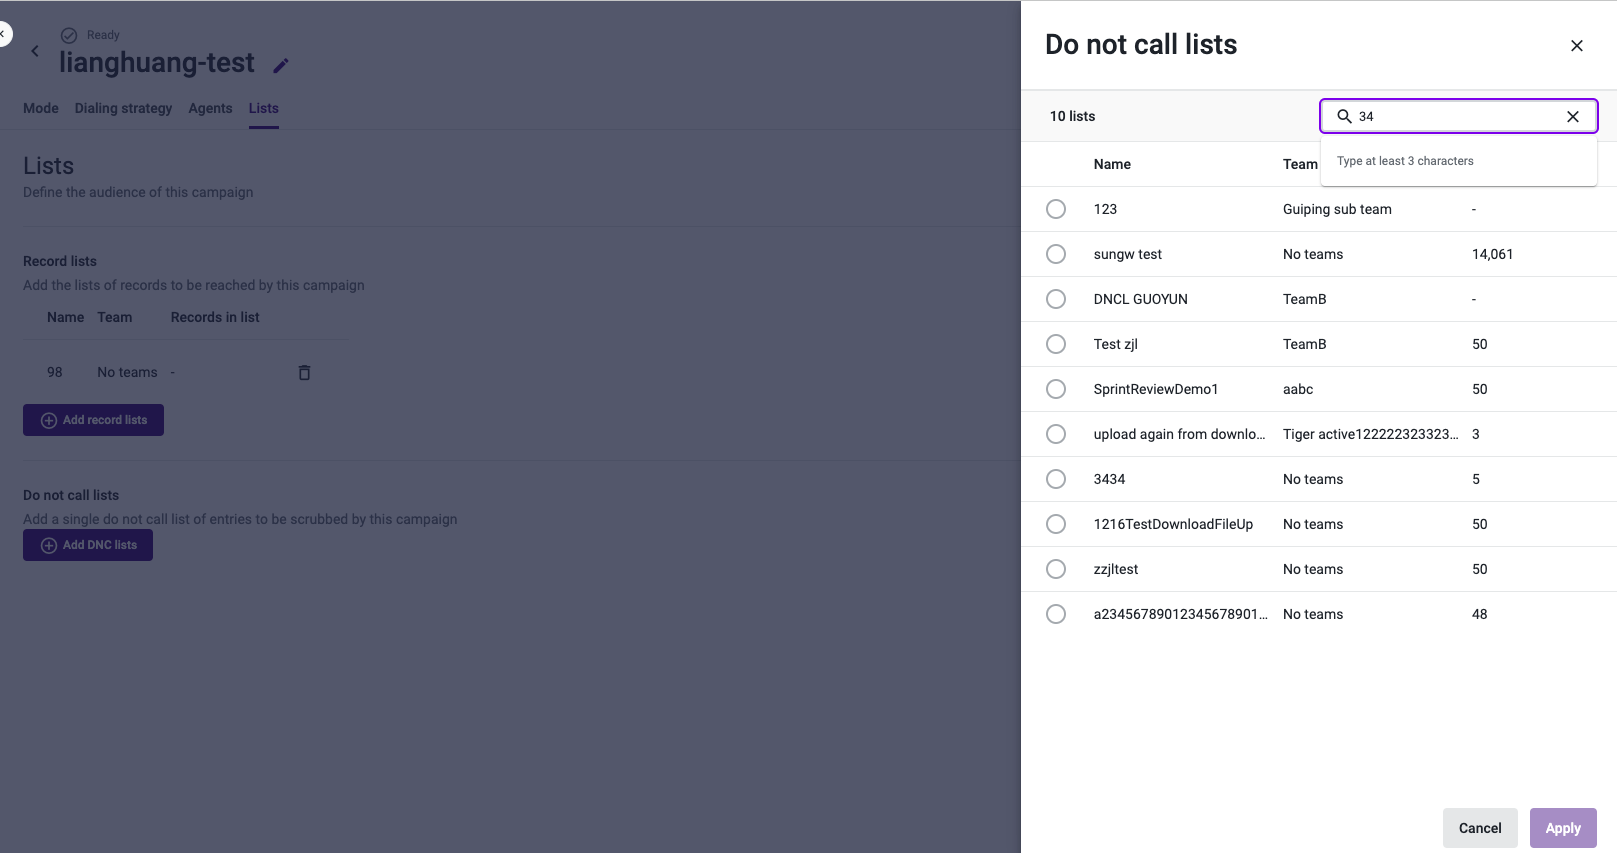 Ready
lianghuang-test
Mode Dialing strategy Agents Lists
Lists
Define the audience of this campaign
Record lists
Add the lists of records to be reached by this campaign
Name Team Records in list
98 No teams -
Add record lists
Do not call lists
Add a single do not call list of entries to be scrubbed by this campaign
Add DNC lists
Do not call lists
10 lists
34
Type at least 3 characters
Name Team
123 Guiping sub team -
sungw test No teams 14,061
DNCL GUOYUN TeamB -
Test zjl TeamB 50
SprintReviewDemo1 aabc 50
upload again from downlo... Tiger active122222323323... 3
3434 No teams 5
1216TestDownloadFileUp No teams 50
zzjltest No teams 50
a23456789012345678901... No teams 48
Cancel Apply